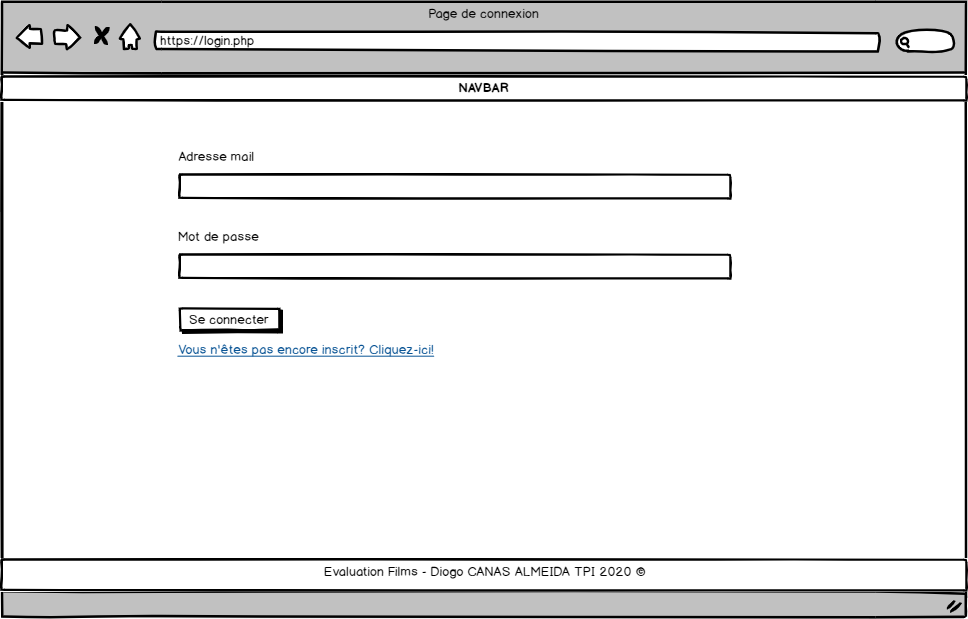 Page de connexion
https://login.php
NAVBAR
Adresse mail
Mot de passe
Se connecter
Vous n'êtes pas encore inscrit? Cliquez-ici!
Evaluation Films - Diogo CANAS ALMEIDA TPI 2020 ©